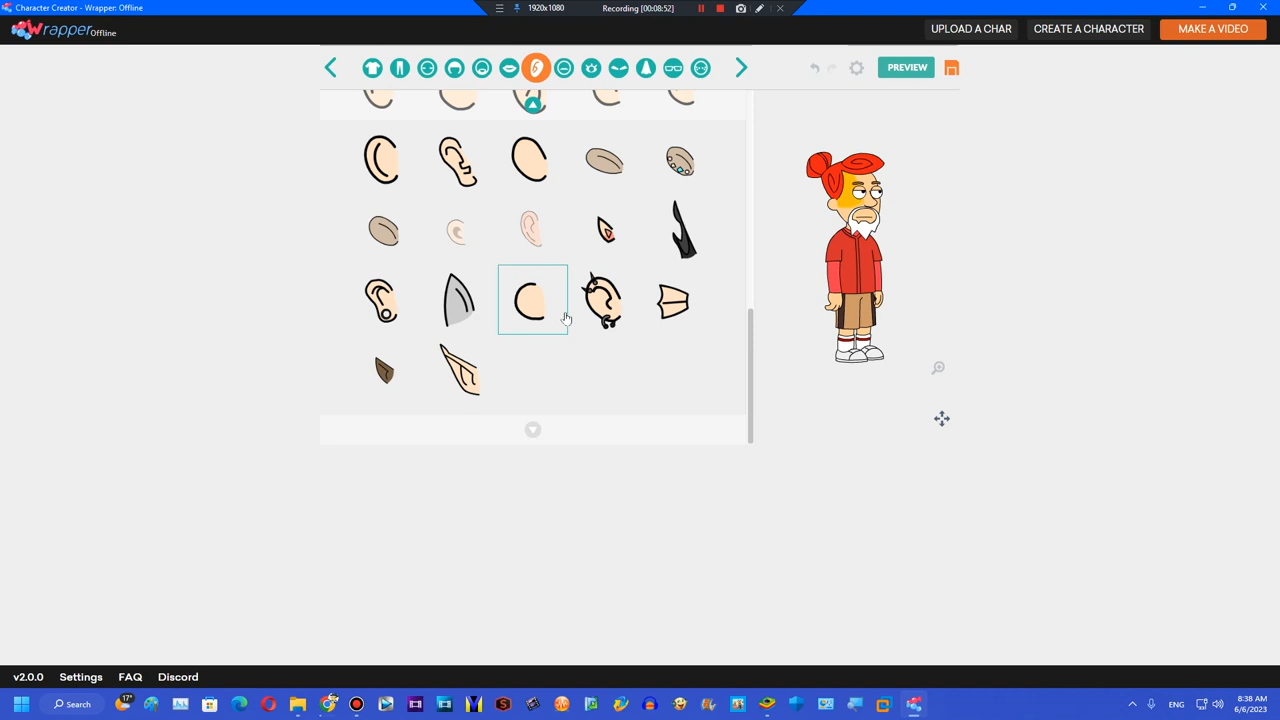 Character Creator - Wrapper: Offline
1920x1080
Recording [00:08:52]
Wrapper Offline
UPLOAD A CHAR
CREATE A CHARACTER
MAKE A VIDEO
PREVIEW
v2.0.0
Settings
FAQ
Discord
17°
Search
ENG
8:38 AM
6/6/2023